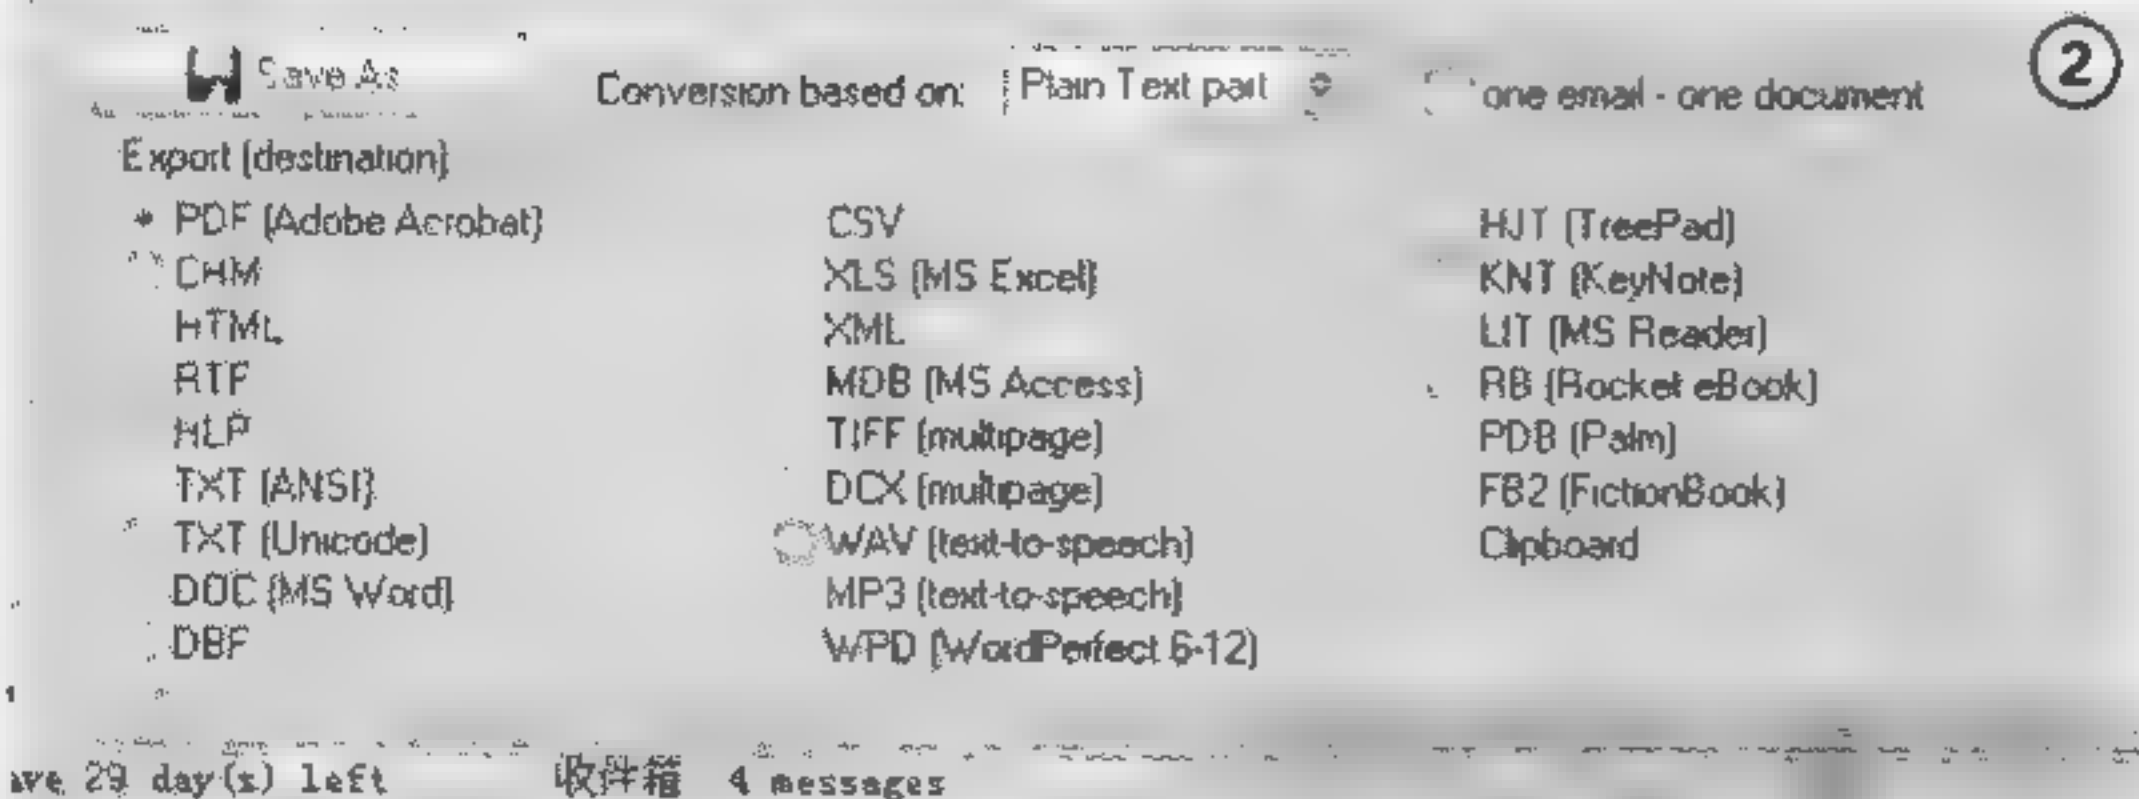 Save As
Conversion based on: Plain Text part
one email - one document
2
Export (destination)
PDF (Adobe Acrobat)
CHM
HTML
RTF
HLP
TXT (ANSI)
TXT (Unicode)
DOC (MS Word)
DBF
CSV
XLS (MS Excel)
XML
MDB (MS Access)
TIFF (multipage)
DCX (multipage)
WAV (text-to-speech)
MP3 (text-to-speech)
WPD (WordPerfect 6-12)
HJT (TreePad)
KNT (KeyNote)
LIT (MS Reader)
RB (Rocket eBook)
PDB (Palm)
FB2 (FictionBook)
Clipboard
ave 29 day(s) left 收件箱 4 messages